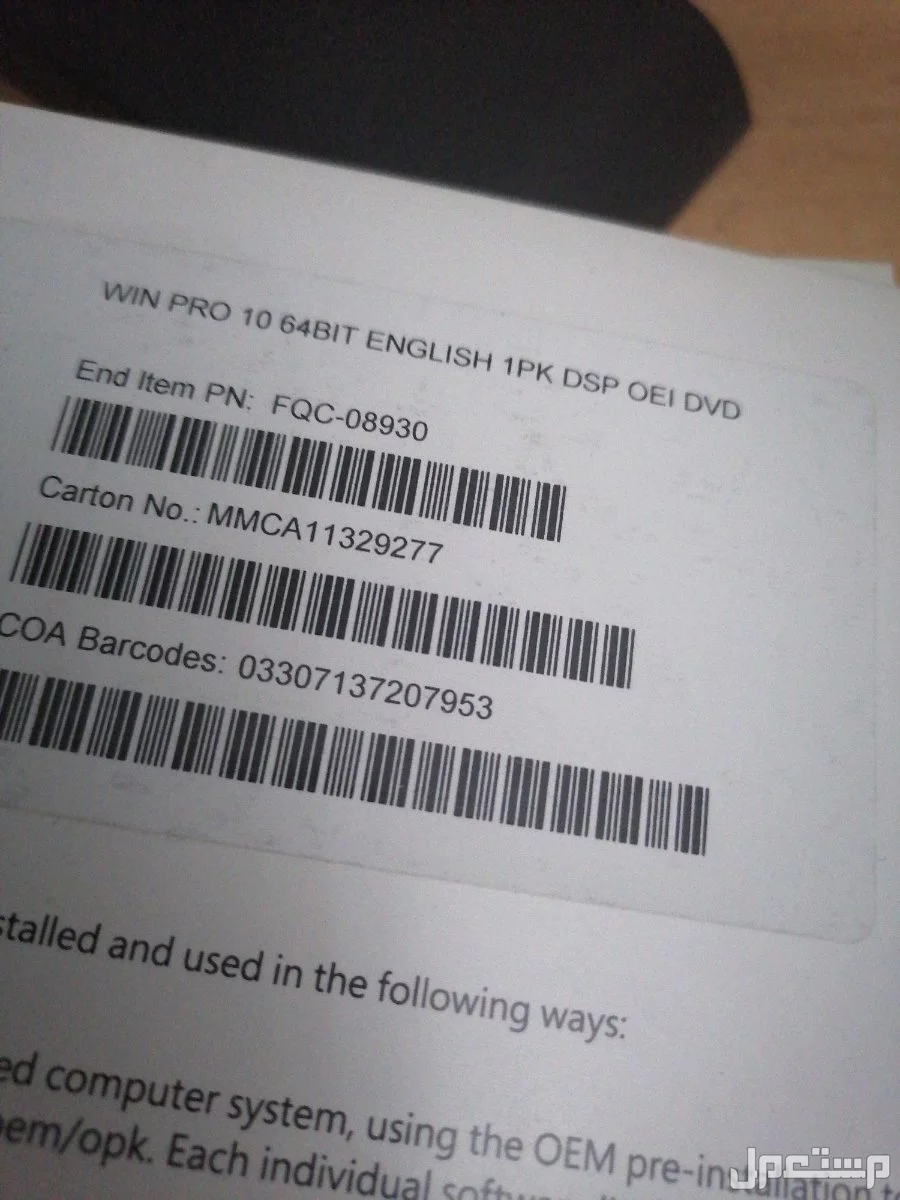 WIN PRO 10 64BIT ENGLISH 1PK DSP OEI DVD
End Item PN: FQC-08930
Carton No.: MMCA11329277
COA Barcodes: 03307137207953
stalled and used in the following ways:
ed computer system, using the OEM pre-installation
em/opk. Each individual
مستعمل